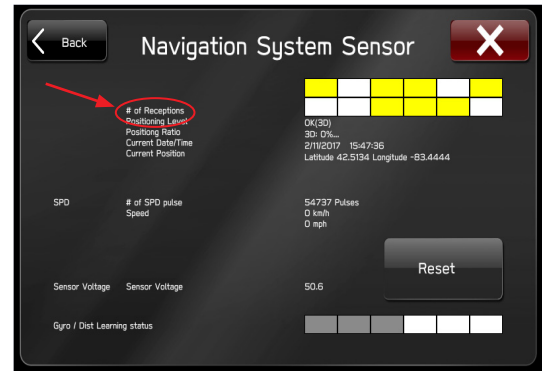 Back
Navigation System Sensor
# of Receptions
Positioning Level
OK(3D)
Positiong Ratio
3D: 0%...
Current Date/Time
2/11/2017 15:47:36
Current Position
Latitude 42.5134 Longitude -83.4444
SPD # of SPD pulse 54737 Pulses
Speed 0 km/h
0 mph
Reset
Sensor Voltage Sensor Voltage 50.6
Gyro / Dist Learning status